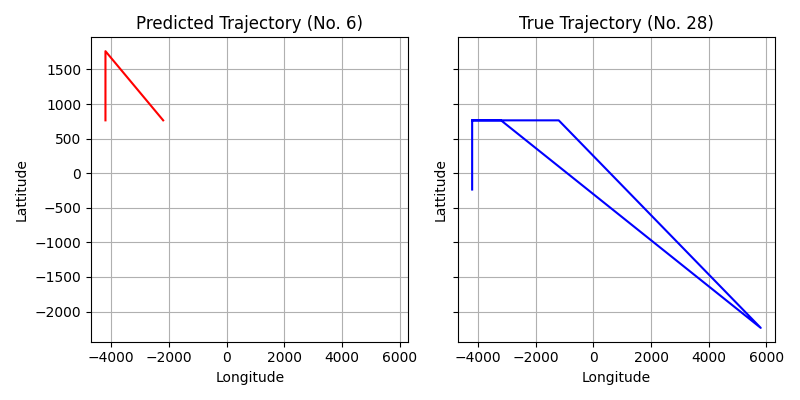 Predicted Trajectory (No. 6)
True Trajectory (No. 28)
Lattitude
1500
1000
500
0
−500
−1000
−1500
−2000
−4000 −2000 0 2000 4000 6000
Longitude
Lattitude
−4000 −2000 0 2000 4000 6000
Longitude